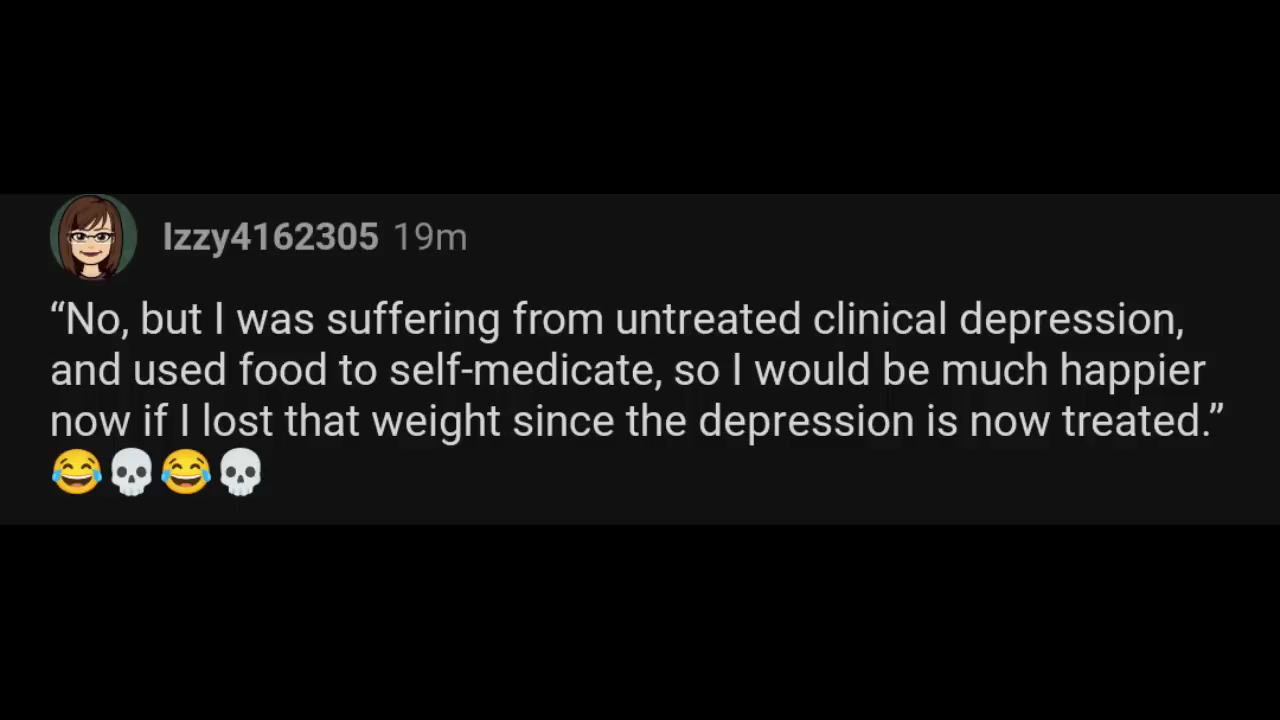 Izzy4162305 19m
“No, but I was suffering from untreated clinical depression,
and used food to self-medicate, so I would be much happier
now if I lost that weight since the depression is now treated.”
😂💀😂💀